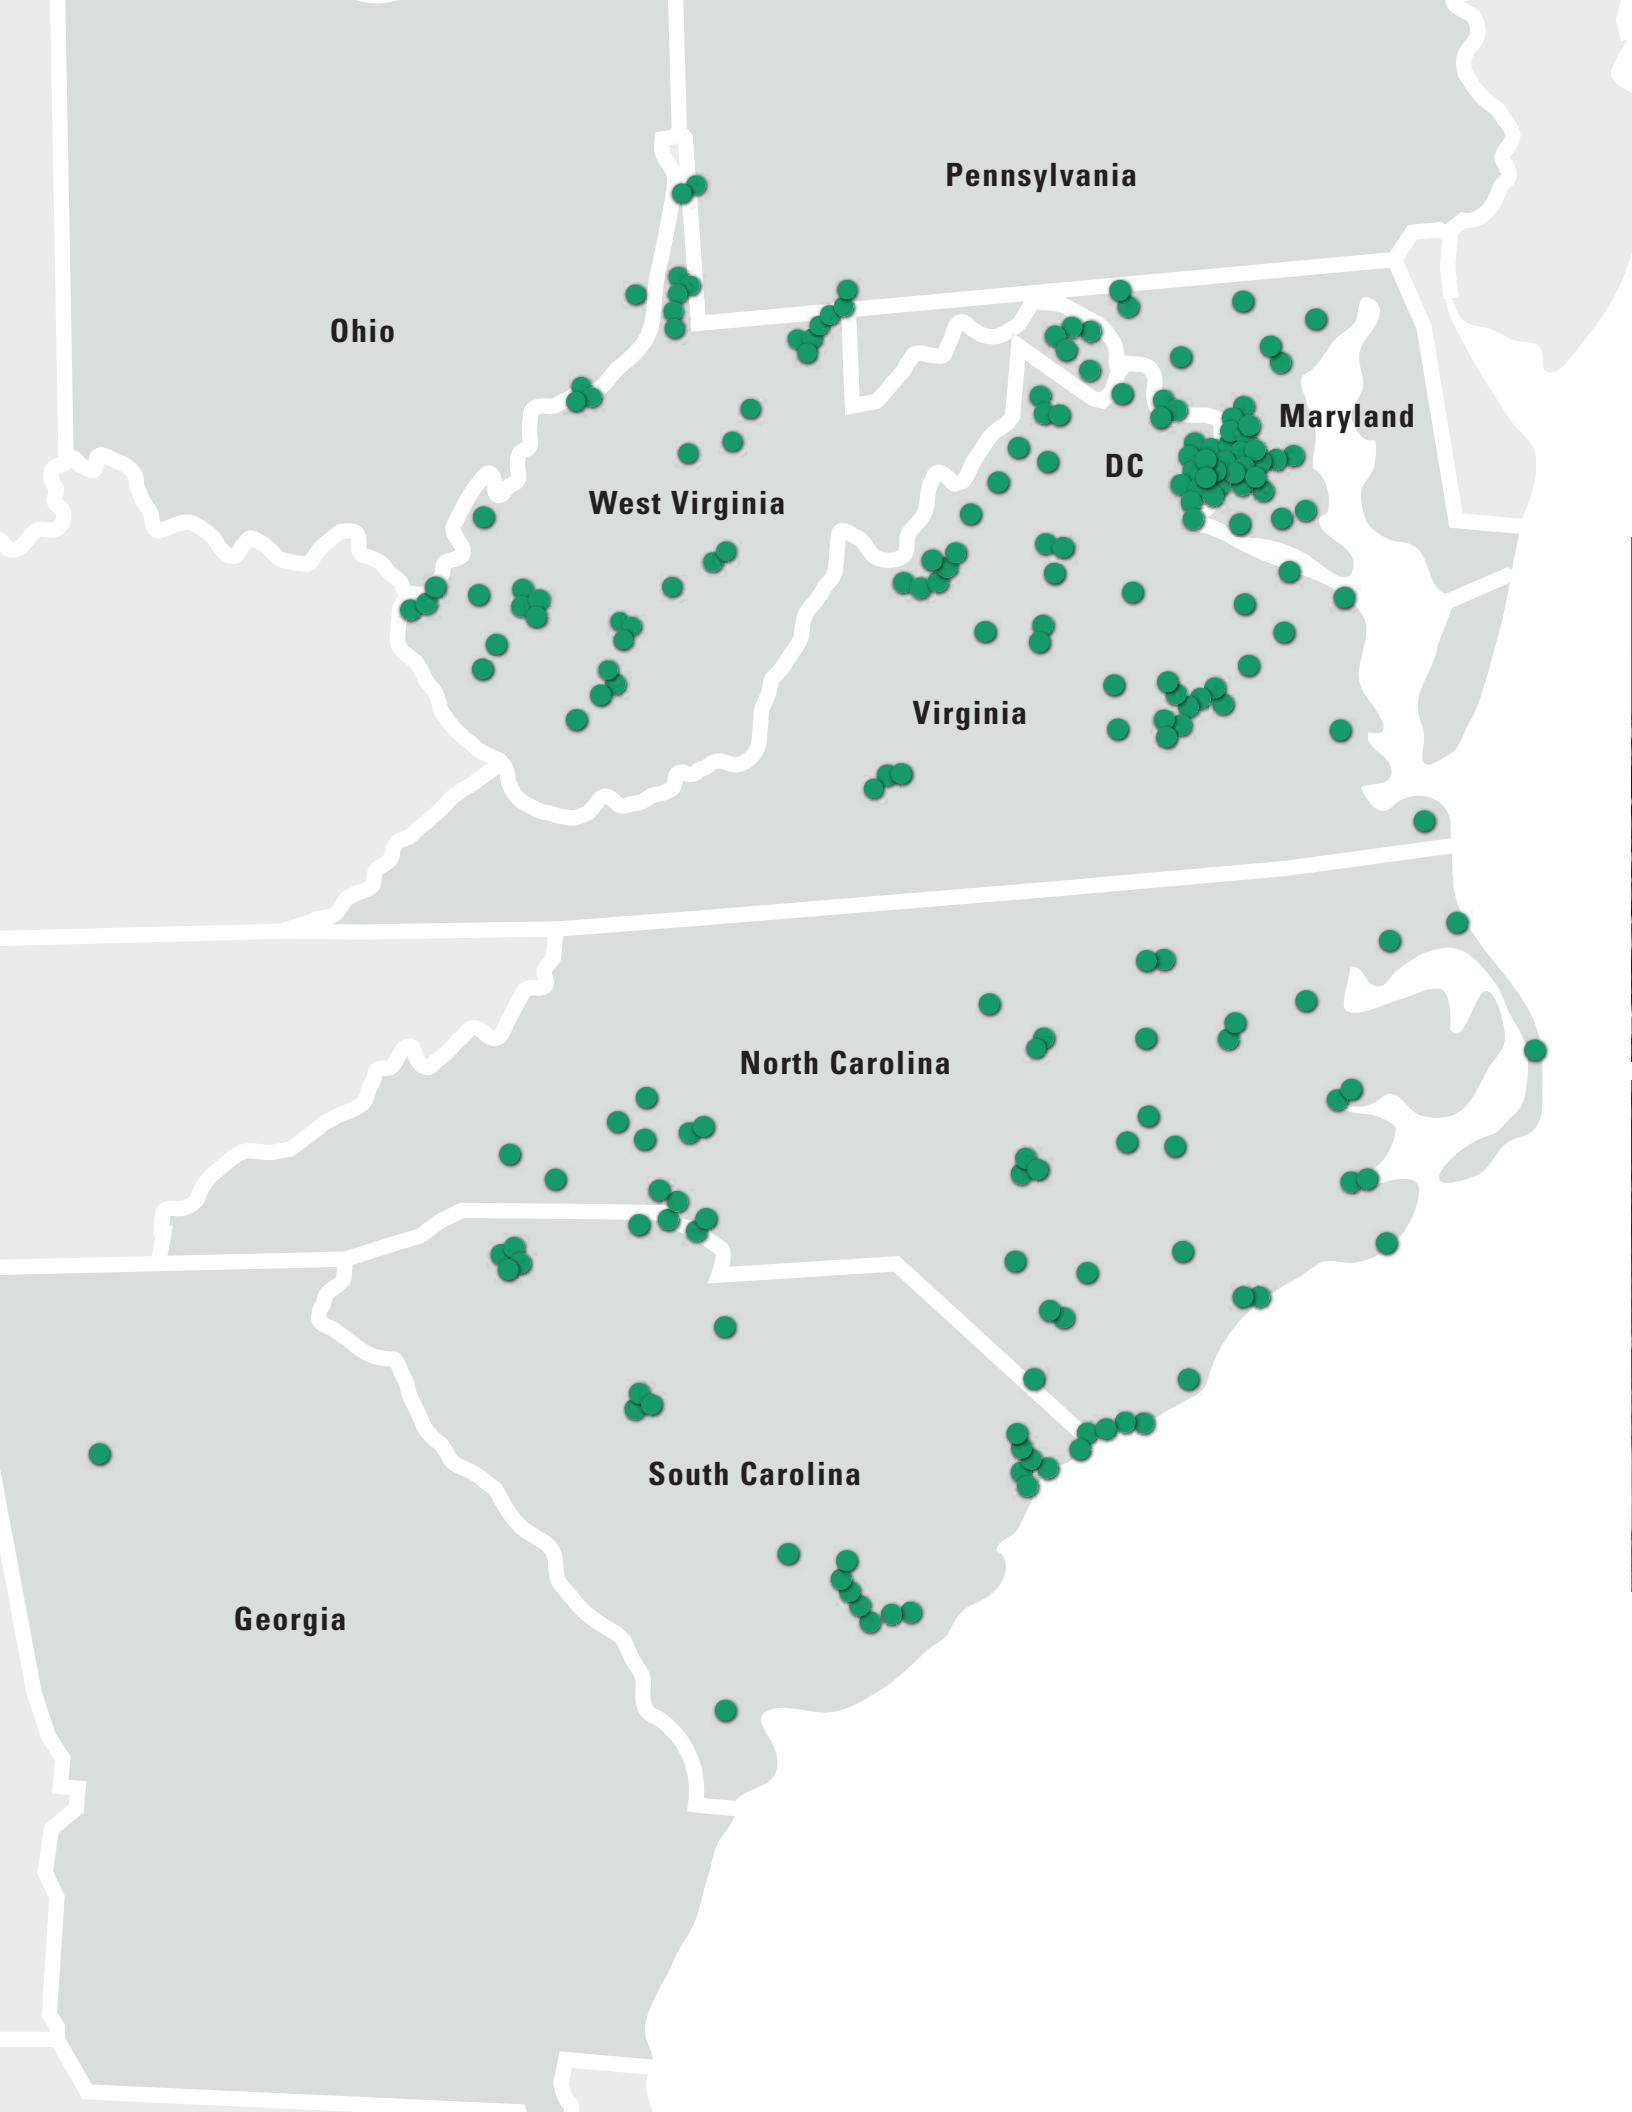 Pennsylvania
Ohio
Maryland
DC
West Virginia
Virginia
North Carolina
South Carolina
Georgia